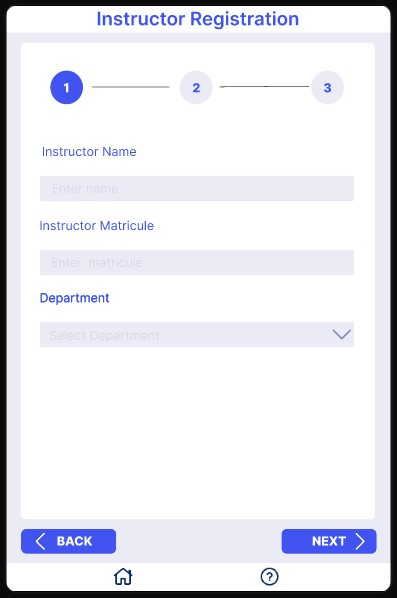 Instructor Registration
1 2 3
Instructor Name
Enter name
Instructor Matricule
Enter matricule
Department
Select Department
BACK NEXT
?